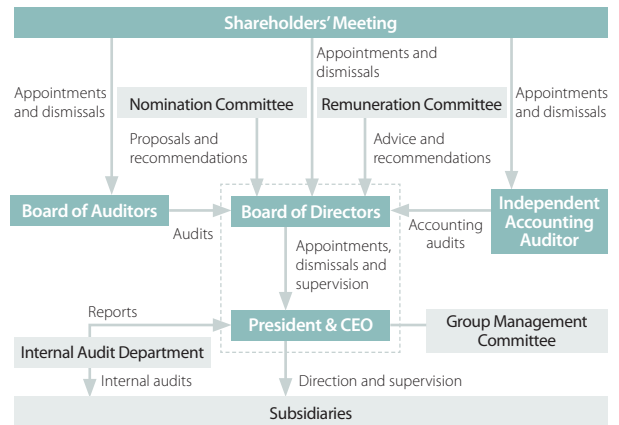 Shareholders' Meeting
Appointments and
dismissals
Appointments
and dismissals
Appointments
and dismissals
Nomination Committee
Remuneration Committee
Proposals and
recommendations
Advice and
recommendations
Board of Auditors
Audits
Board of Directors
Accounting
audits
Independent
Accounting
Auditor
Appointments,
dismissals and
supervision
Reports
President & CEO
Group Management
Committee
Internal Audit Department
Internal audits
Direction and supervision
Subsidiaries